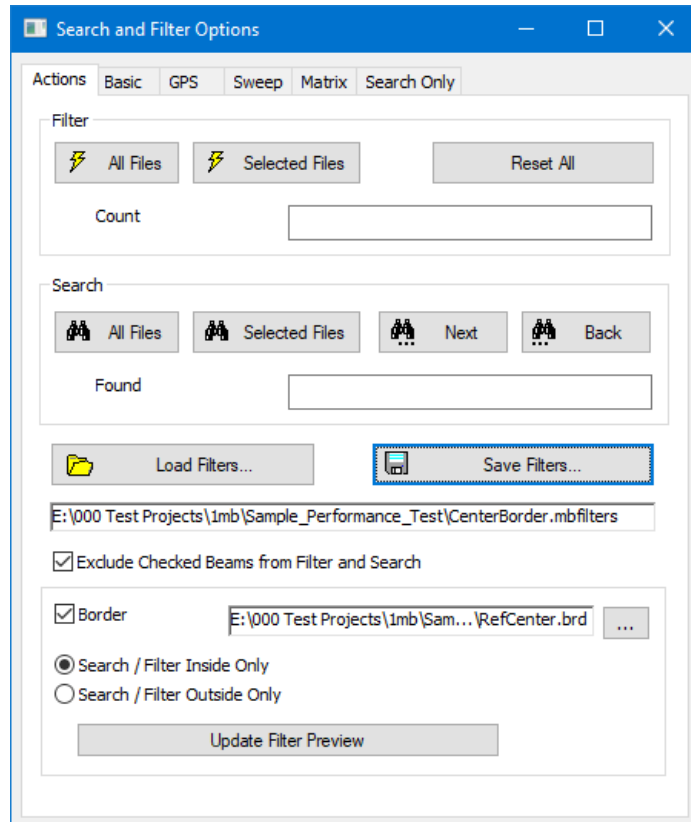 Search and Filter Options
Actions Basic GPS Sweep Matrix Search Only
Filter
All Files Selected Files Reset All
Count
Search
All Files Selected Files Next Back
Found
Load Filters... Save Filters...
E:\000 Test Projects\1mb\Sample_Performance_Test\CenterBorder.mbfilters
Exclude Checked Beams from Filter and Search
Border E:\000 Test Projects\1mb\Sam...\RefCenter.brd ...
Search / Filter Inside Only
Search / Filter Outside Only
Update Filter Preview